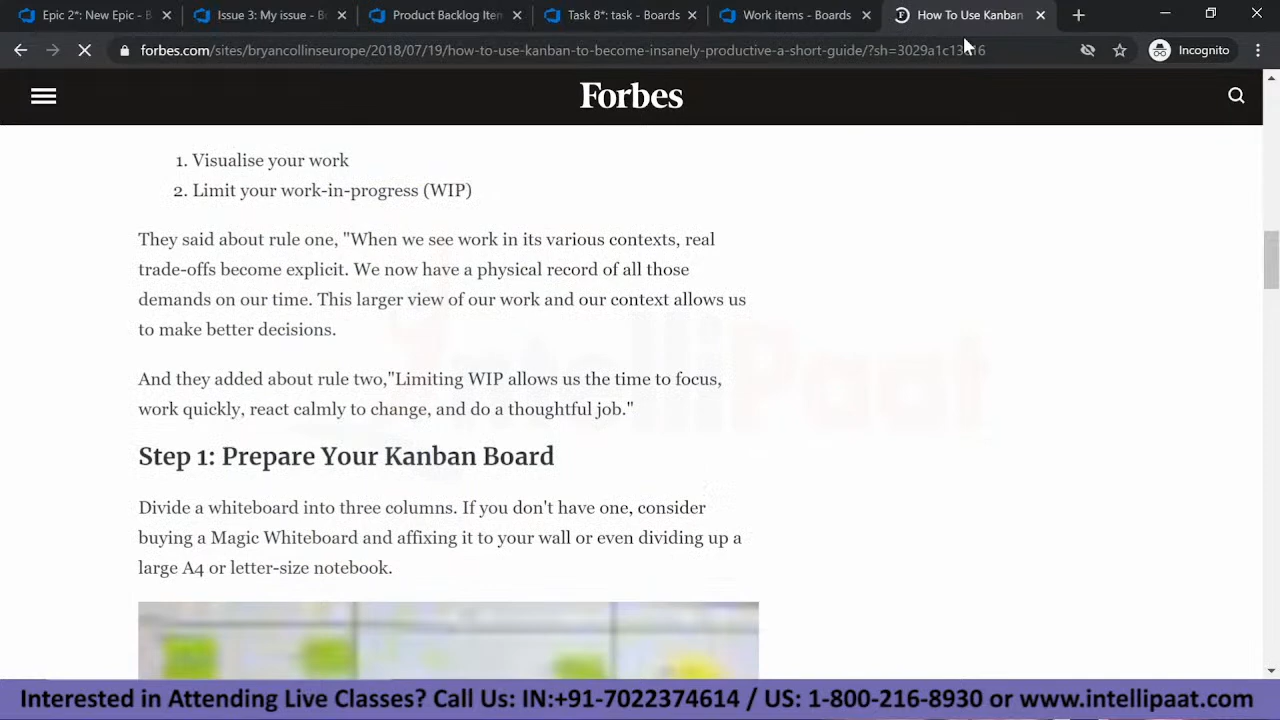 New Epic 2*: New Epic - B
Issue 3: My issue - Bo
Product Backlog Item
Task 8*: task - Boards
Work items - Boards
How To Use Kanban
forbes.com/sites/bryancollinseurope/2018/07/19/how-to-use-kanban-to-become-insanely-productive-a-short-guide/?sh=3029a1c13
Incognito
Forbes
1. Visualise your work
2. Limit your work-in-progress (WIP)
They said about rule one, "When we see work in its various contexts, real
trade-offs become explicit. We now have a physical record of all those
demands on our time. This larger view of our work and our context allows us
to make better decisions.
And they added about rule two,"Limiting WIP allows us the time to focus,
work quickly, react calmly to change, and do a thoughtful job."
IntelliPaat
Step 1: Prepare Your Kanban Board
Divide a whiteboard into three columns. If you don't have one, consider
buying a Magic Whiteboard and affixing it to your wall or even dividing up a
large A4 or letter-size notebook.
Interested in Attending Live Classes? Call Us: IN:+91-7022374614 / US: 1-800-216-8930 or www.intellipaat.com